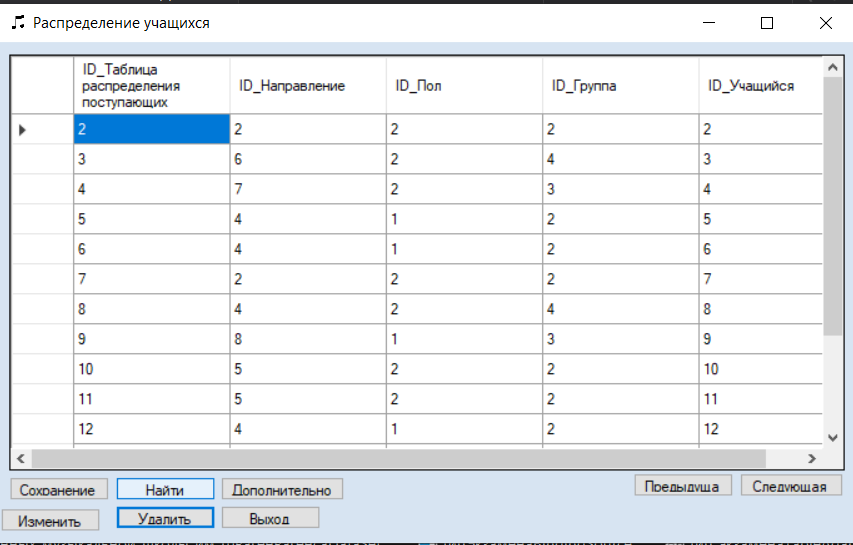 Распределение учащихся
ID_Таблица распределения поступающих ID_Направление ID_Пол ID_Группа ID_Учащийся
2 2 2 2 2
3 6 2 4 3
4 7 2 3 4
5 4 1 2 5
6 4 1 2 6
7 2 2 2 7
8 4 2 4 8
9 8 1 3 9
10 5 2 2 10
11 5 2 2 11
12 4 1 2 12
Сохранение Найти Дополнительно Предыдуща Следующая
Изменить Удалить Выход